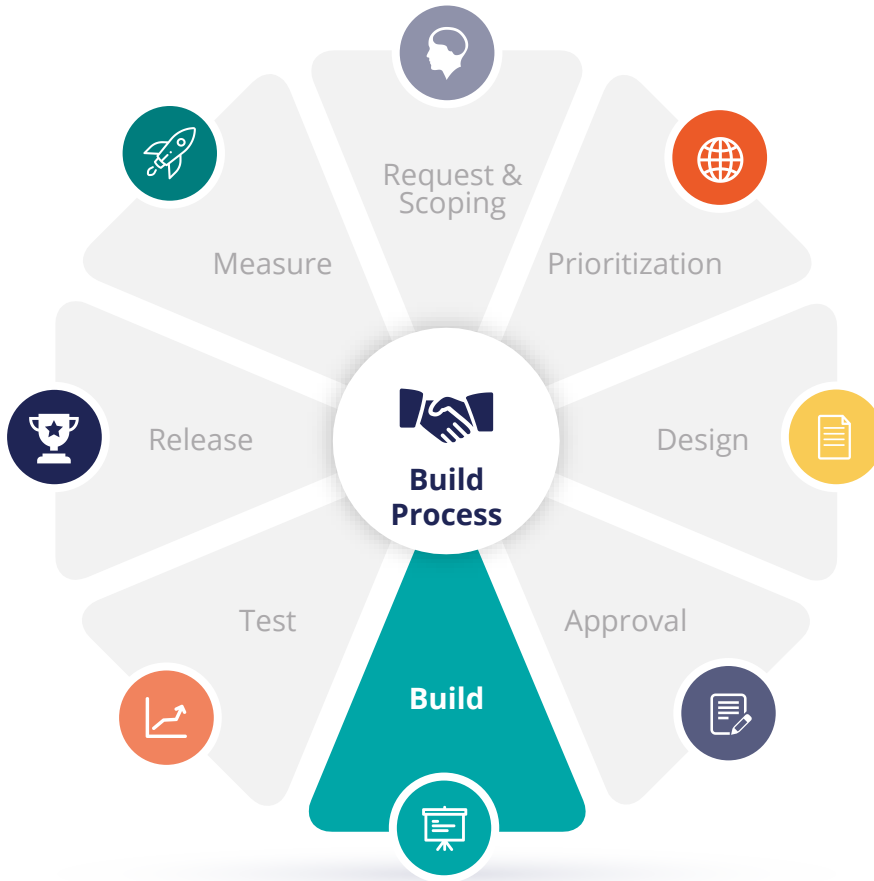 Request &
Scoping
Prioritization
Measure
Design
Release
Build
Process
Approval
Test
Build